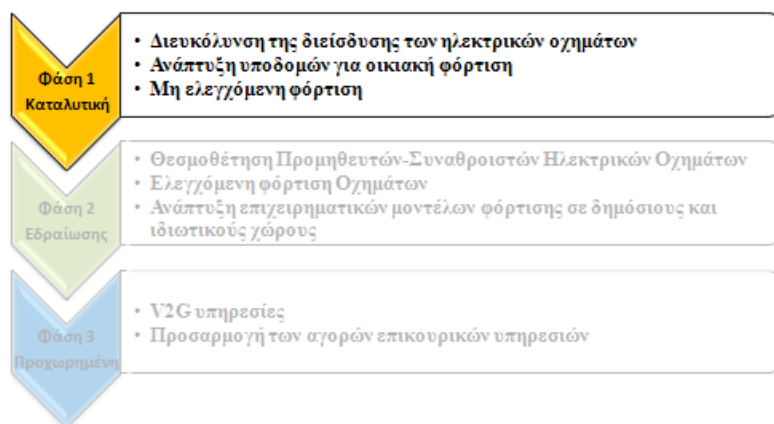 Φάση 1
Καταλυτική
• Διευκόλυνση της διείσδυσης των ηλεκτρικών οχημάτων
• Ανάπτυξη υποδομών για οικιακή φόρτιση
• Μη ελεγχόμενη φόρτιση
Φάση 2
Εδραίωσης
• Θεσμοθέτηση Προμηθευτών-Συναθροιστών Ηλεκτρικών Οχημάτων
• Ελεγχόμενη φόρτιση Οχημάτων
• Ανάπτυξη επιχειρηματικών μοντέλων φόρτισης σε δημόσιους και
ιδιωτικούς χώρους
Φάση 3
Προχωρημένη
• V2G υπηρεσίες
• Προσαρμογή των αγορών επικουρικών υπηρεσιών